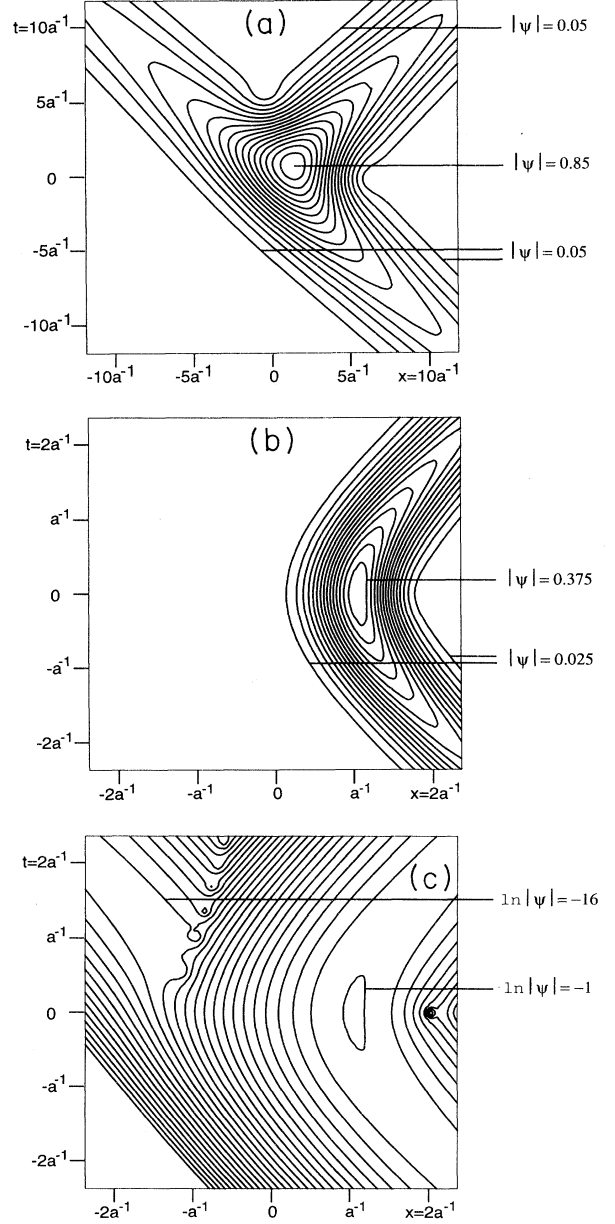 (a)
t=10a⁻¹
5a⁻¹
0
-5a⁻¹
-10a⁻¹
|ψ|=0.05
|ψ|=0.85
|ψ|=0.05
-10a⁻¹ -5a⁻¹ 0 5a⁻¹ x=10a⁻¹
(b)
t=2a⁻¹
a⁻¹
0
-a⁻¹
-2a⁻¹
|ψ|=0.375
|ψ|=0.025
-2a⁻¹ -a⁻¹ 0 a⁻¹ x=2a⁻¹
(c)
t=2a⁻¹
a⁻¹
0
-a⁻¹
-2a⁻¹
ln|ψ|=-16
ln|ψ|=-1
-2a⁻¹ -a⁻¹ 0 a⁻¹ x=2a⁻¹